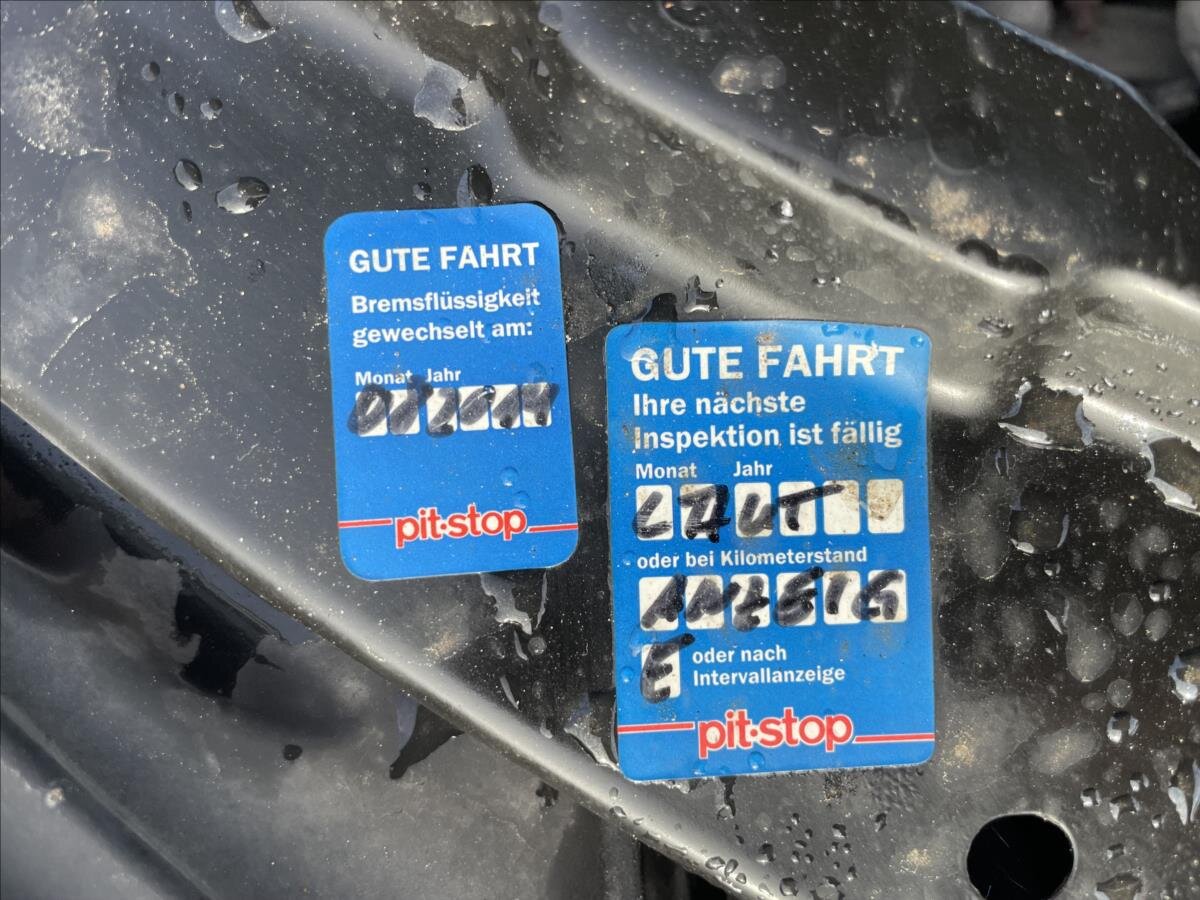 GUTE FAHRT
Bremsflüssigkeit
gewechselt am:
Monat Jahr
pit·stop
GUTE FAHRT
Ihre nächste
Inspektion ist fällig
Monat Jahr
LAUT
oder bei Kilometerstand
ANZEIG
E
oder nach
Intervallanzeige
pit·stop